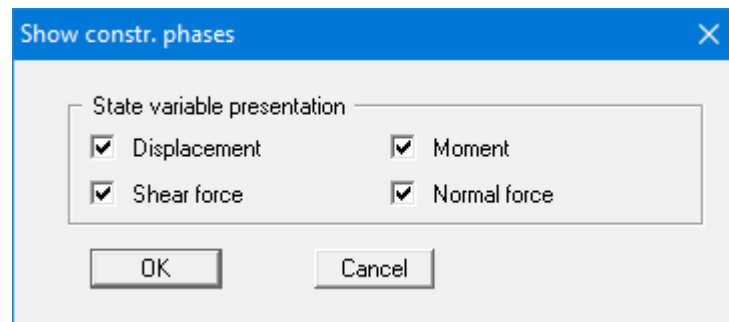 Show constr. phases
State variable presentation
Displacement Moment
Shear force Normal force
OK Cancel